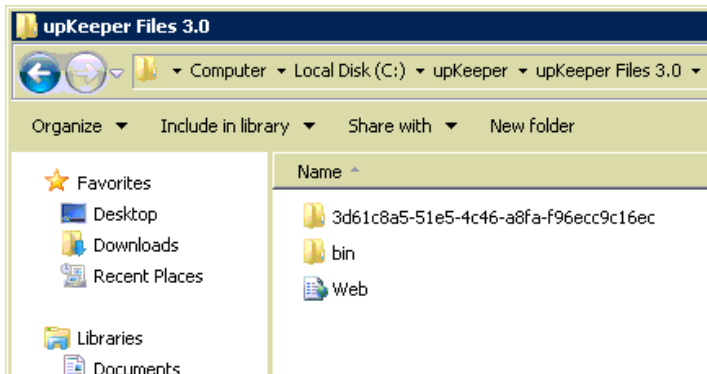 upKeeper Files 3.0
Computer Local Disk (C:) upKeeper upKeeper Files 3.0
Organize Include in library Share with New folder
Favorites
Desktop
Downloads
Recent Places
Libraries
Documents
Name
3d61c8a5-51e5-4c46-a8fa-f96ecc9c16ec
bin
Web